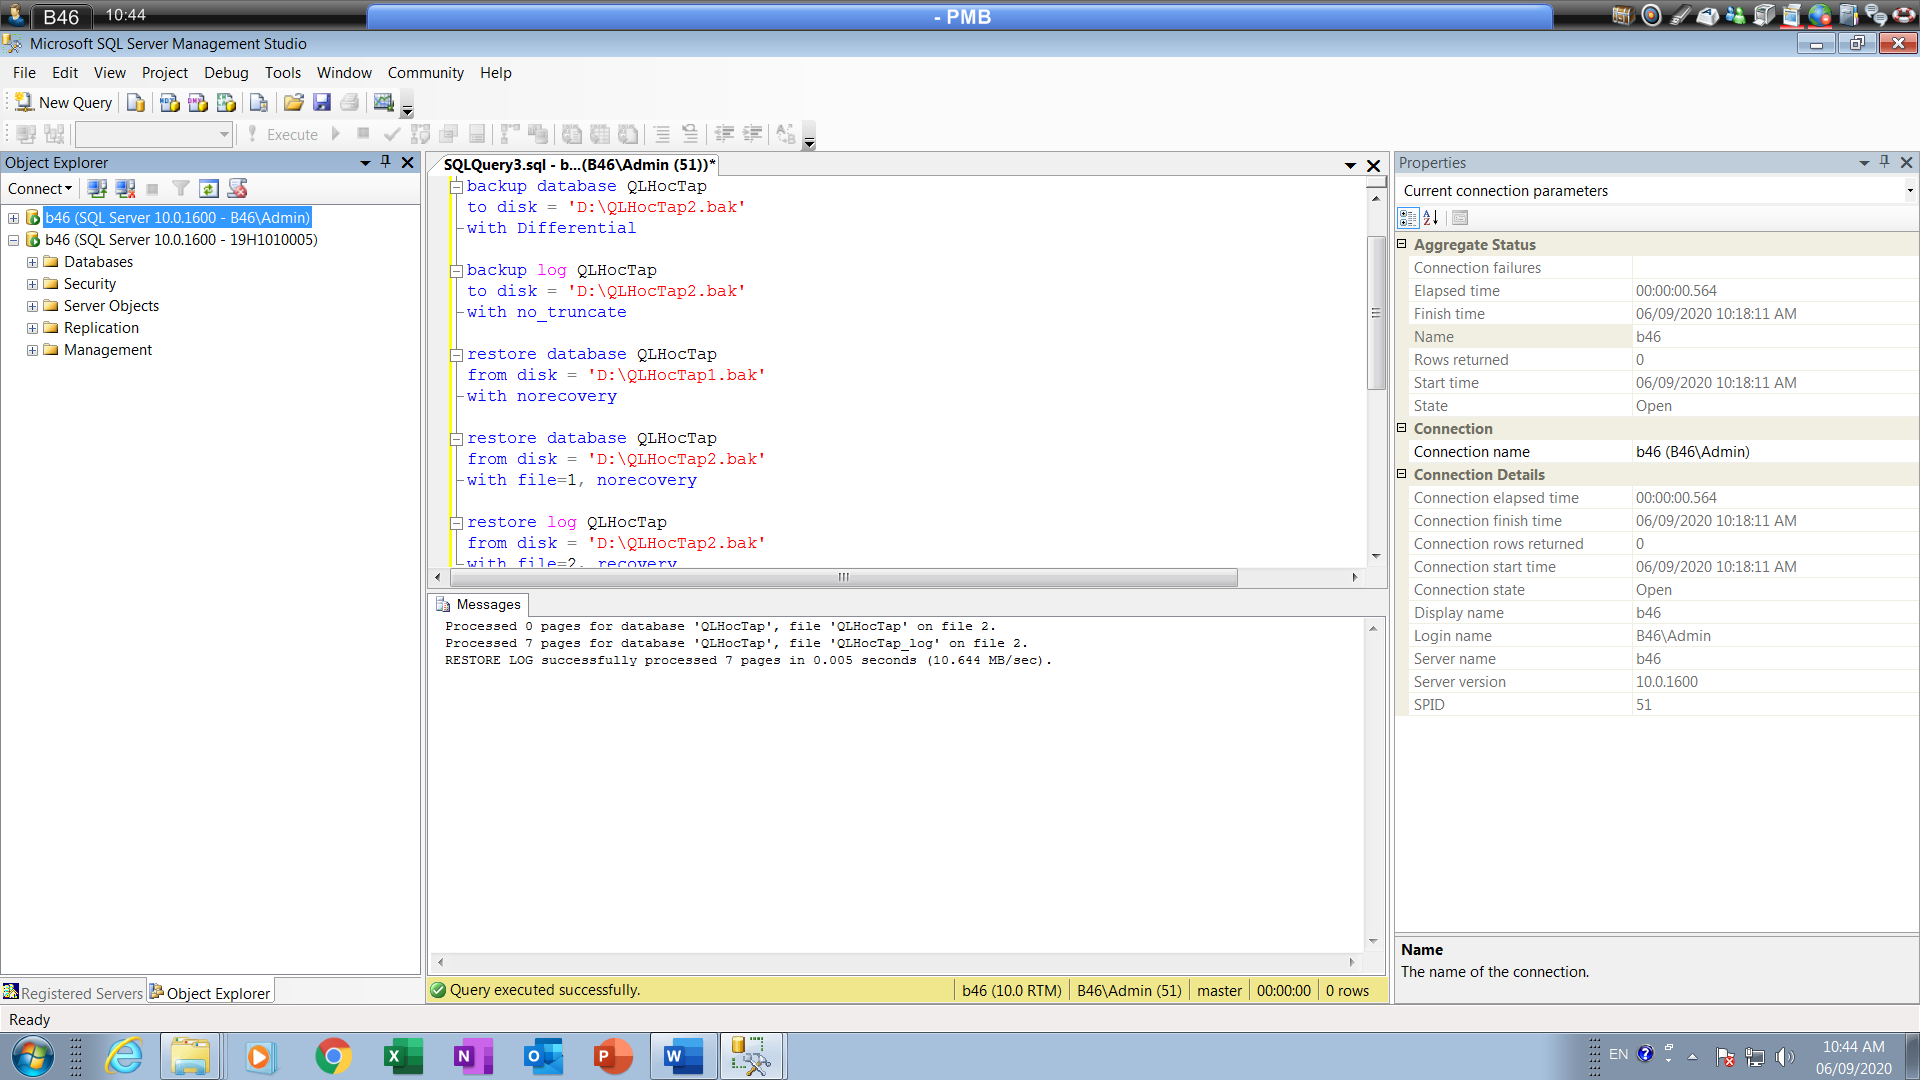 B46
10:44
- PMB
Microsoft SQL Server Management Studio
File Edit View Project Debug Tools Window Community Help
New Query
Execute
Object Explorer
Connect
b46 (SQL Server 10.0.1600 - B46\Admin)
b46 (SQL Server 10.0.1600 - 19H1010005)
Databases
Security
Server Objects
Replication
Management
Registered Servers
Object Explorer
SQLQuery3.sql - b...(B46\Admin (51))*
backup database QLHocTap
to disk = 'D:\QLHocTap2.bak'
with Differential
backup log QLHocTap
to disk = 'D:\QLHocTap2.bak'
with no_truncate
restore database QLHocTap
from disk = 'D:\QLHocTap1.bak'
with norecovery
restore database QLHocTap
from disk = 'D:\QLHocTap2.bak'
with file=1, norecovery
restore log QLHocTap
from disk = 'D:\QLHocTap2.bak'
with file=2, recovery
Messages
Processed 0 pages for database 'QLHocTap', file 'QLHocTap' on file 2.
Processed 7 pages for database 'QLHocTap', file 'QLHocTap_log' on file 2.
RESTORE LOG successfully processed 7 pages in 0.005 seconds (10.644 MB/sec).
Query executed successfully.
b46 (10.0 RTM)
B46\Admin (51)
master
00:00:00
0 rows
Properties
Current connection parameters
Aggregate Status
Connection failures
Elapsed time 00:00:00.564
Finish time 06/09/2020 10:18:11 AM
Name b46
Rows returned 0
Start time 06/09/2020 10:18:11 AM
State Open
Connection
Connection name b46 (B46\Admin)
Connection Details
Connection elapsed time 00:00:00.564
Connection finish time 06/09/2020 10:18:11 AM
Connection rows returned 0
Connection start time 06/09/2020 10:18:11 AM
Connection state Open
Display name b46
Login name B46\Admin
Server name b46
Server version 10.0.1600
SPID 51
Name
The name of the connection.
Ready
EN
10:44 AM
06/09/2020